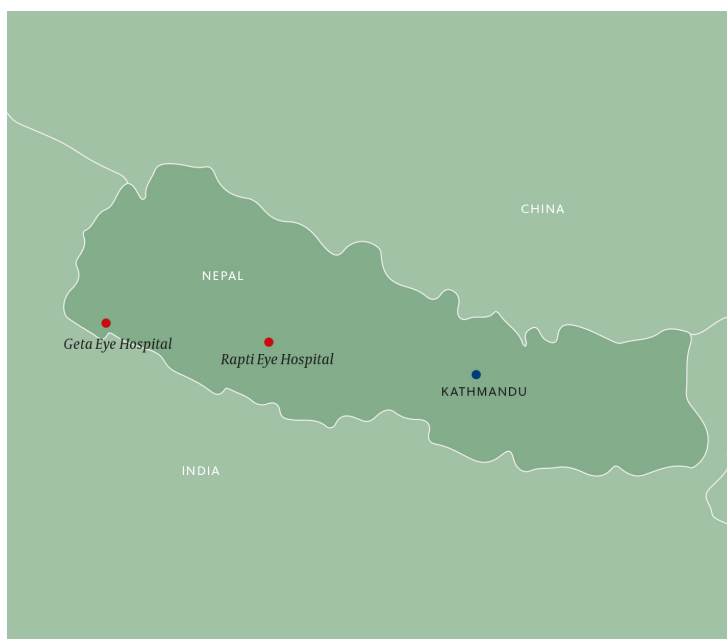 CHINA
NEPAL
Geta Eye Hospital
Rapti Eye Hospital
KATHMANDU
INDIA